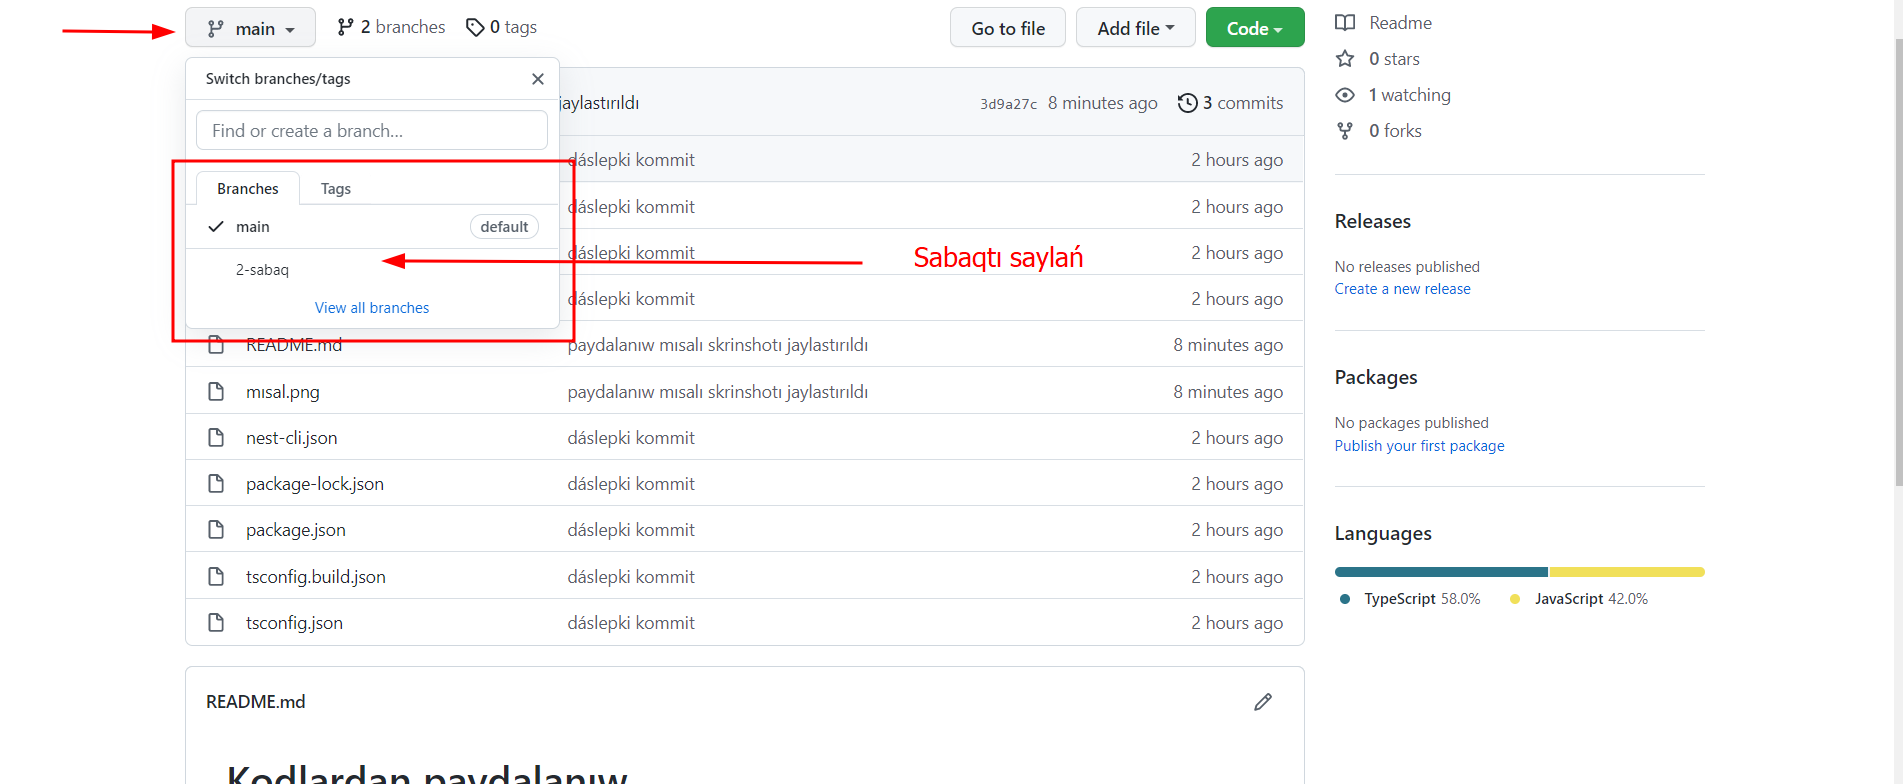 main
2 branches
0 tags
Go to file
Add file
Code
Switch branches/tags
Find or create a branch...
Branches
Tags
main
default
2-sabaq
View all branches
jaylastırıldı
3d9a27c 8 minutes ago
3 commits
dáslepki kommit 2 hours ago
dáslepki kommit 2 hours ago
dáslepki kommit 2 hours ago
dáslepki kommit 2 hours ago
Sabaqtı saylań
README.md paydalanıw mısalı skrinshotı jaylastırıldı 8 minutes ago
mısal.png paydalanıw mısalı skrinshotı jaylastırıldı 8 minutes ago
nest-cli.json dáslepki kommit 2 hours ago
package-lock.json dáslepki kommit 2 hours ago
package.json dáslepki kommit 2 hours ago
tsconfig.build.json dáslepki kommit 2 hours ago
tsconfig.json dáslepki kommit 2 hours ago
README.md
Kodlardan paydalanıw
Readme
0 stars
1 watching
0 forks
Releases
No releases published
Create a new release
Packages
No packages published
Publish your first package
Languages
TypeScript 58.0%
JavaScript 42.0%